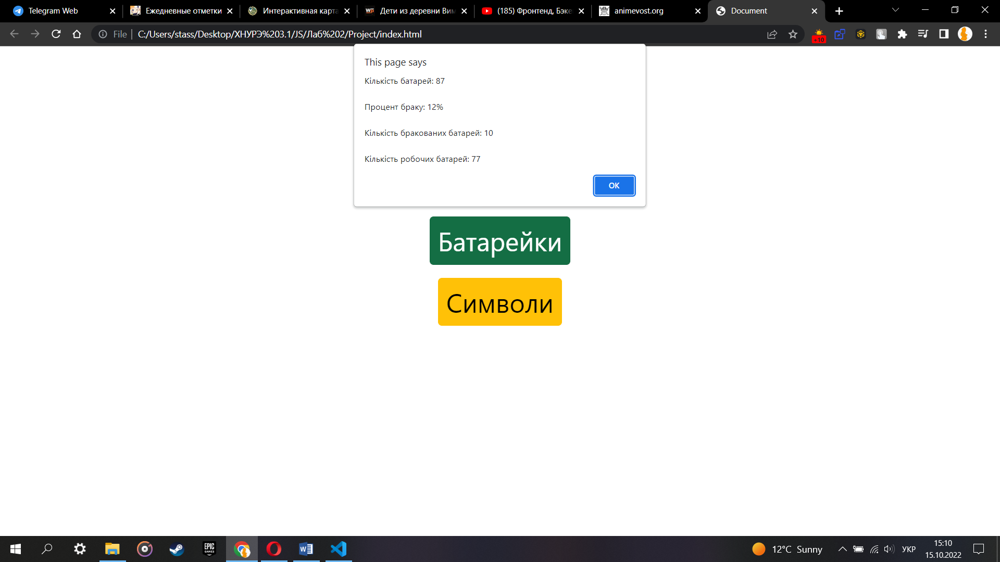 Telegram Web
Ежедневные отметки
Интерактивная карта
Дети из деревни Вим
(185) Фронтенд, Бэке
animevost.org
Document
File
C:/Users/stass/Desktop/ХНУРЭ%203.1/JS/Лаб%202/Project/index.html
+10
This page says
Кількість батарей: 87
Процент браку: 12%
Кількість бракованих батарей: 10
Кількість робочих батарей: 77
OK
Батарейки
Символи
EPIC
GAMES
12°C Sunny
УКР
15:10
15.10.2022